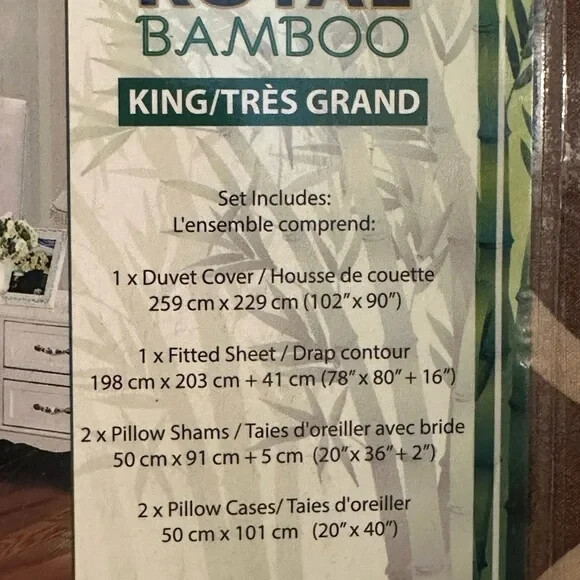 ROYAL
BAMBOO
KING/TRÈS GRAND
Set Includes:
L'ensemble comprend:
1 x Duvet Cover / Housse de couette
259 cm x 229 cm (102" x 90")
1 x Fitted Sheet / Drap contour
198 cm x 203 cm + 41 cm (78" x 80" + 16")
2 x Pillow Shams / Taies d'oreiller avec bride
50 cm x 91 cm + 5 cm (20" x 36" + 2")
2 x Pillow Cases/ Taies d'oreiller
50 cm x 101 cm (20" x 40")